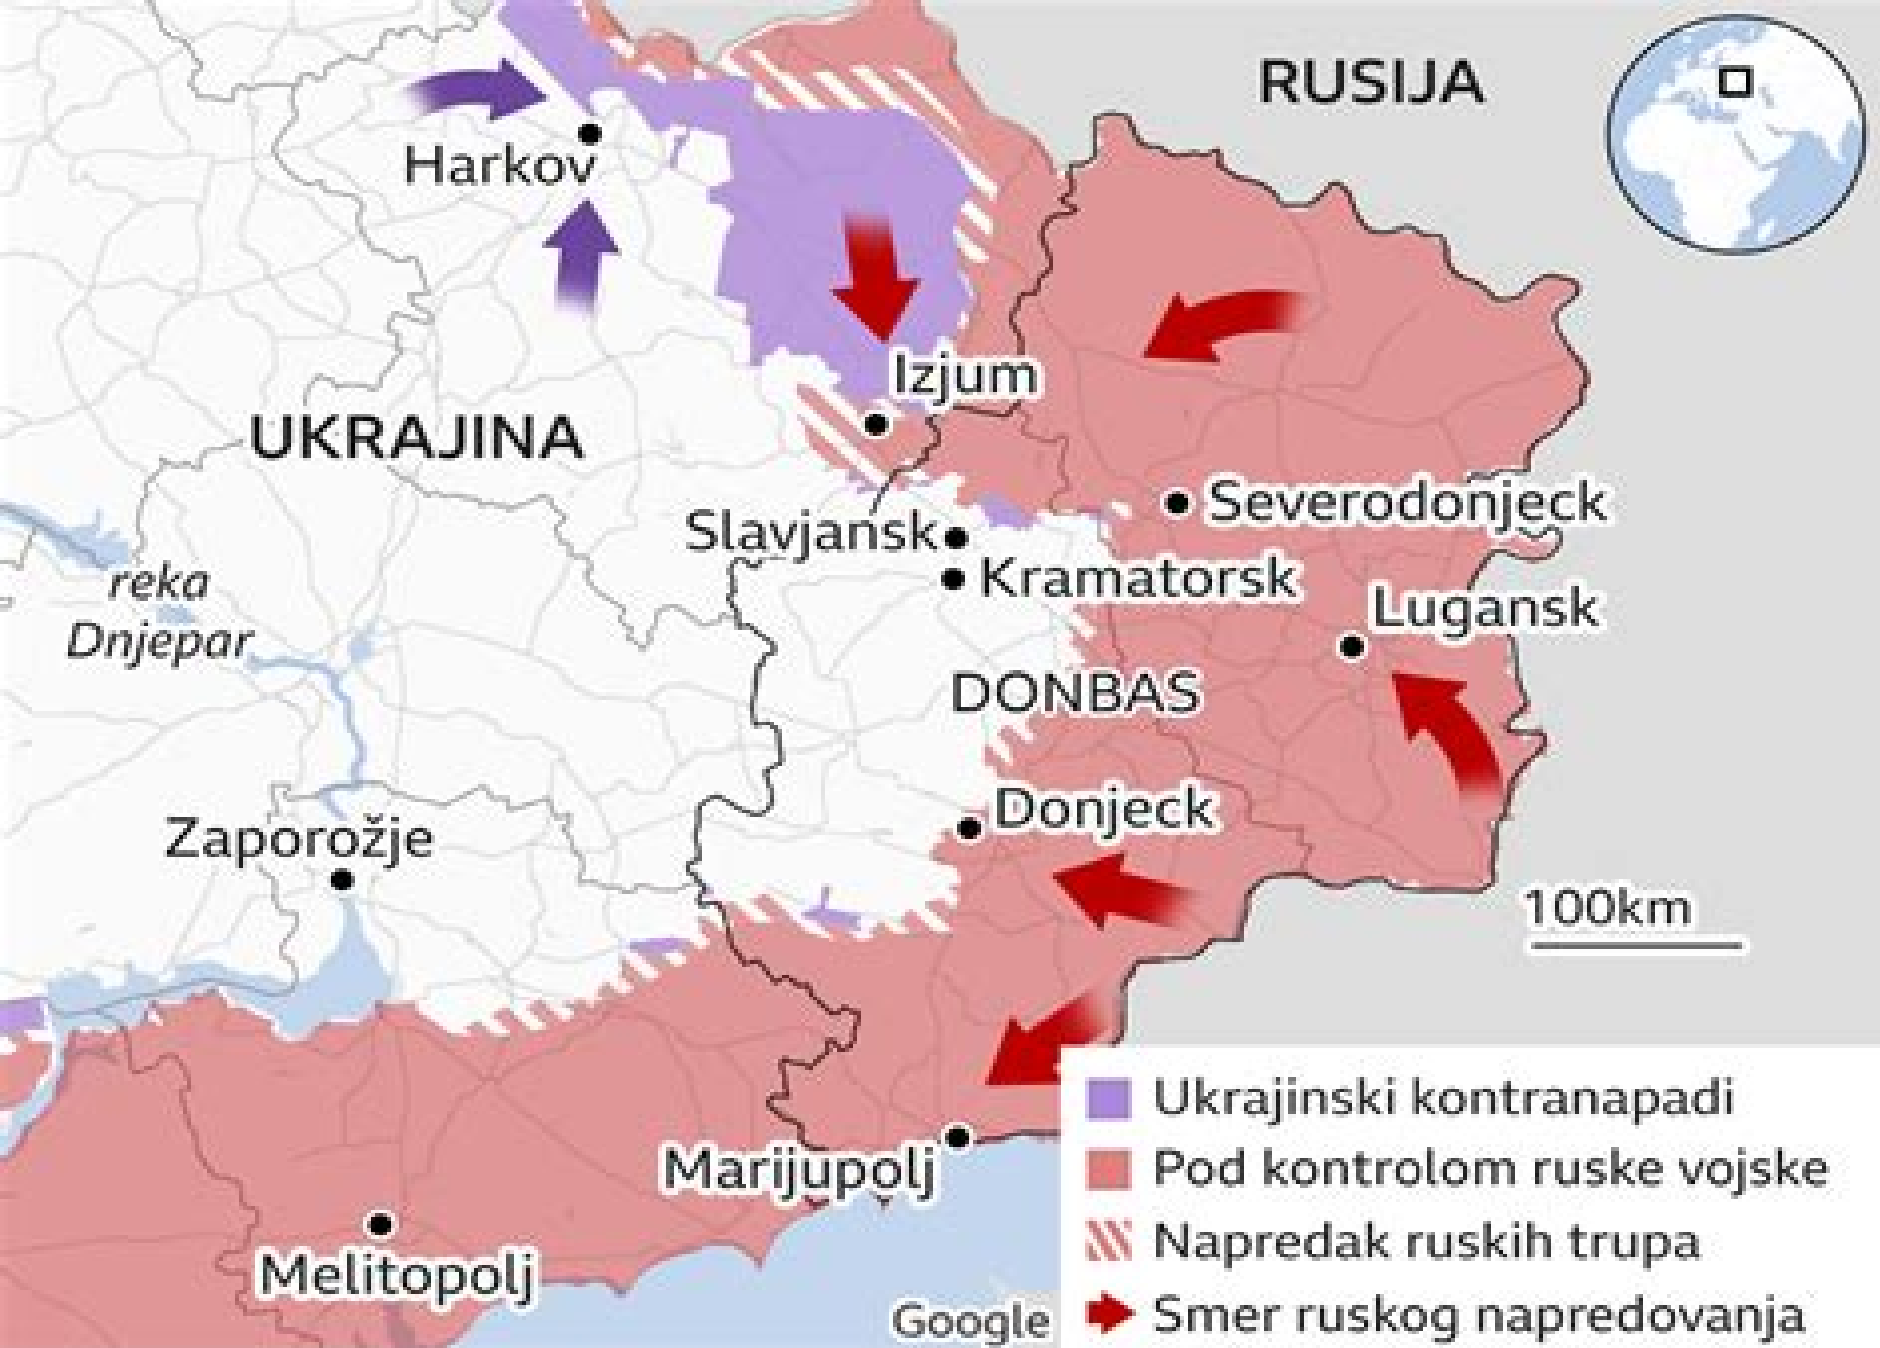 RUSIJA
Harkov
Izjum
UKRAJINA
Severodonjeck
Slavjansk
Kramatorsk
reka
Dnjepar
Lugansk
DONBAS
Donjeck
Zaporožje
100km
Marijupolj
Melitopolj
Google
Ukrajinski kontranapadi
Pod kontrolom ruske vojske
Napredak ruskih trupa
Smer ruskog napredovanja